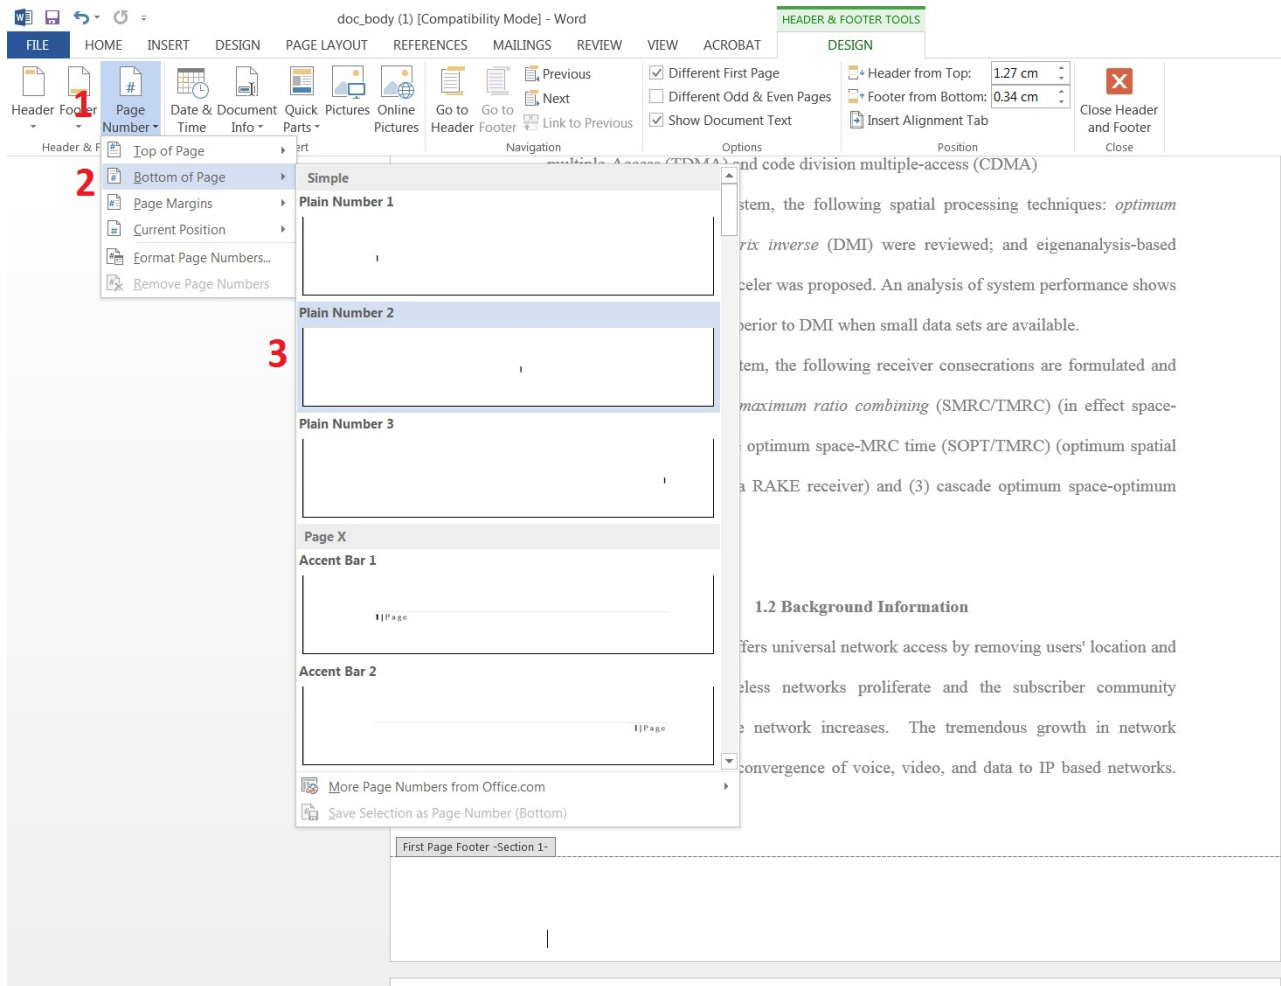 doc_body (1) [Compatibility Mode] - Word
HEADER & FOOTER TOOLS
FILE HOME INSERT DESIGN PAGE LAYOUT REFERENCES MAILINGS REVIEW VIEW ACROBAT DESIGN
Header Footer Page Number Date & Time Document Info Quick Parts Pictures Online Pictures Go to Header Go to Footer
Previous
Next
Link to Previous
Different First Page
Different Odd & Even Pages
Show Document Text
Header from Top: 1.27 cm
Footer from Bottom: 0.34 cm
Insert Alignment Tab
Close Header and Footer
Header & F ert Navigation Options Position Close
1
2
3
Top of Page
Bottom of Page
Page Margins
Current Position
Format Page Numbers...
Remove Page Numbers
Simple
Plain Number 1
1
Plain Number 2
1
Plain Number 3
1
Page X
Accent Bar 1
1|Page
Accent Bar 2
1|Page
More Page Numbers from Office.com
Save Selection as Page Number (Bottom)
multiple-Access (TDMA) and code division multiple-access (CDMA)
stem, the following spatial processing techniques: optimum
rix inverse (DMI) were reviewed; and eigenanalysis-based
celer was proposed. An analysis of system performance shows
perior to DMI when small data sets are available.
tem, the following receiver consecrations are formulated and
maximum ratio combining (SMRC/TMRC) (in effect space-
optimum space-MRC time (SOPT/TMRC) (optimum spatial
a RAKE receiver) and (3) cascade optimum space-optimum
1.2 Background Information
ffers universal network access by removing users' location and
eless networks proliferate and the subscriber community
e network increases. The tremendous growth in network
convergence of voice, video, and data to IP based networks.
First Page Footer -Section 1-